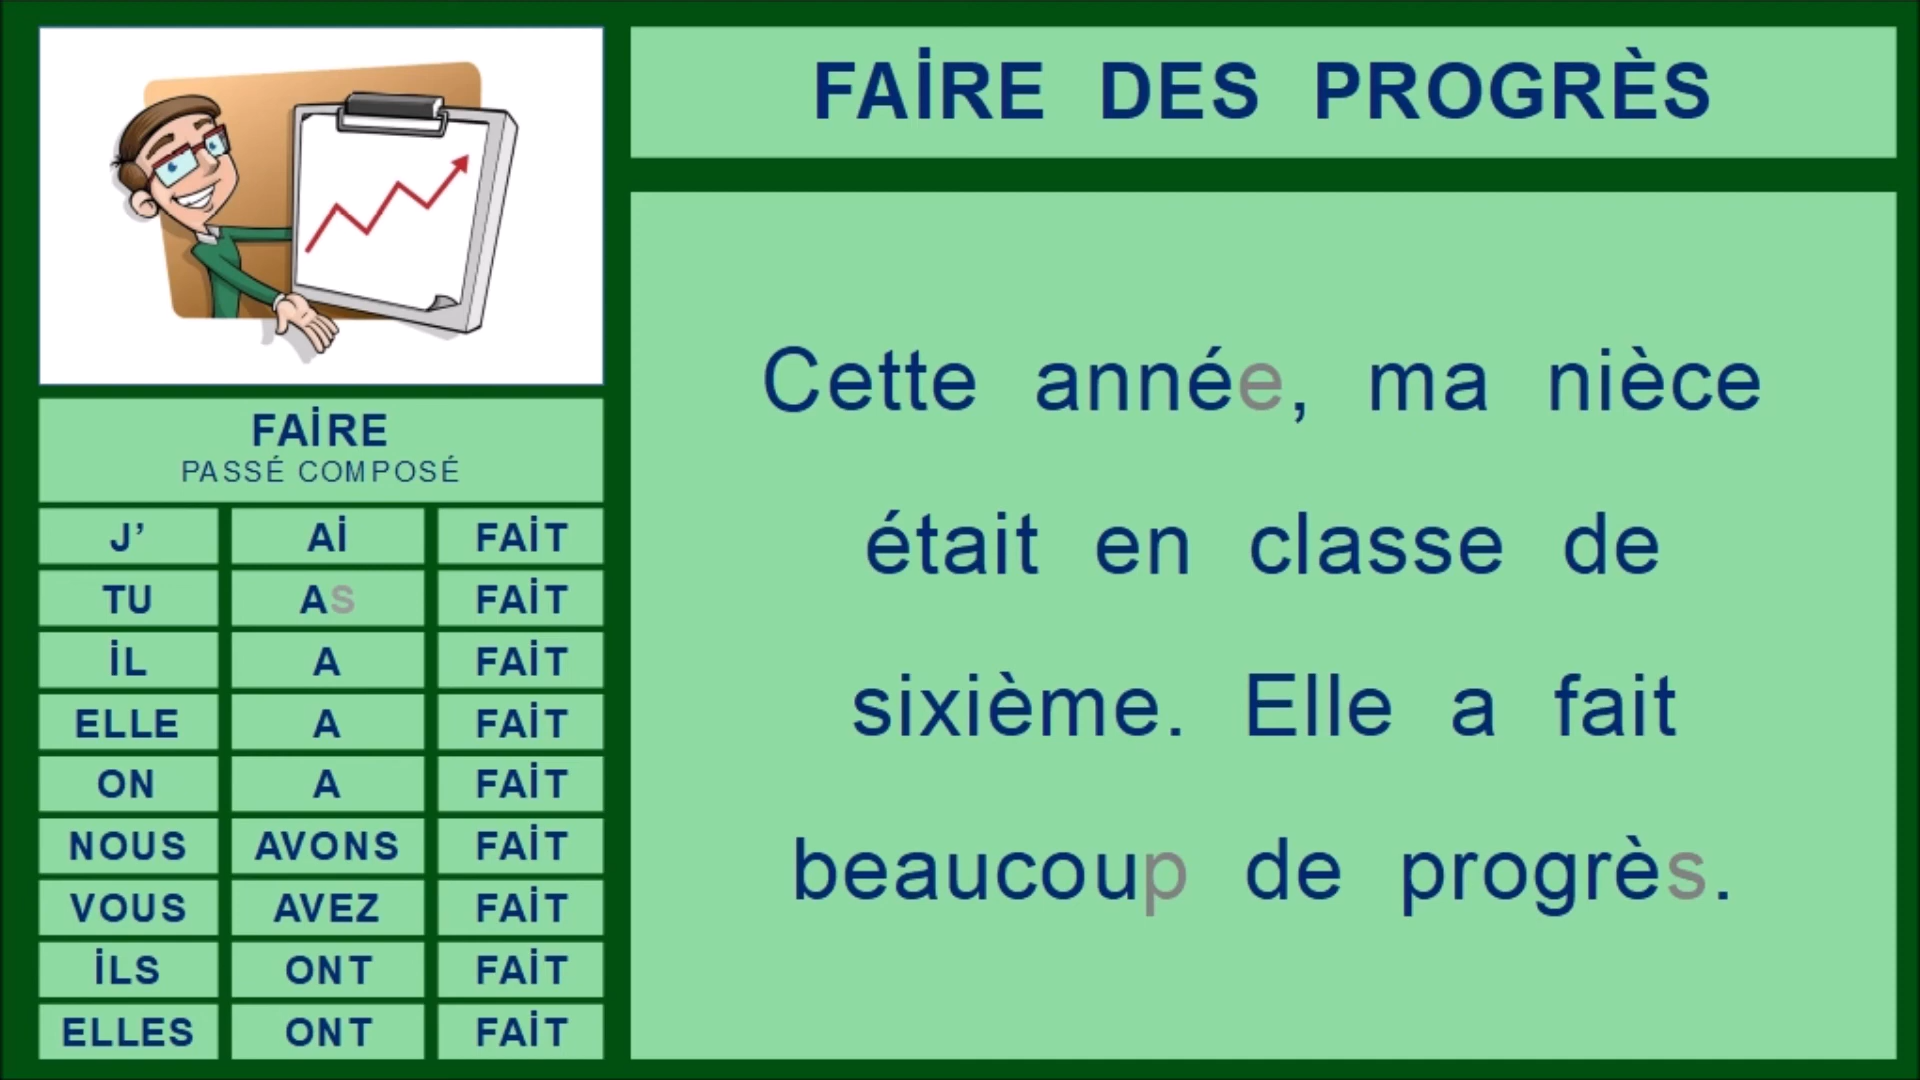 FAİRE DES PROGRÈS
Cette année, ma nièce
était en classe de
sixième. Elle a fait
beaucoup de progrès.
FAİRE
PASSÉ COMPOSÉ
J’ Aİ FAİT
TU AS FAİT
İL A FAİT
ELLE A FAİT
ON A FAİT
NOUS AVONS FAİT
VOUS AVEZ FAİT
İLS ONT FAİT
ELLES ONT FAİT